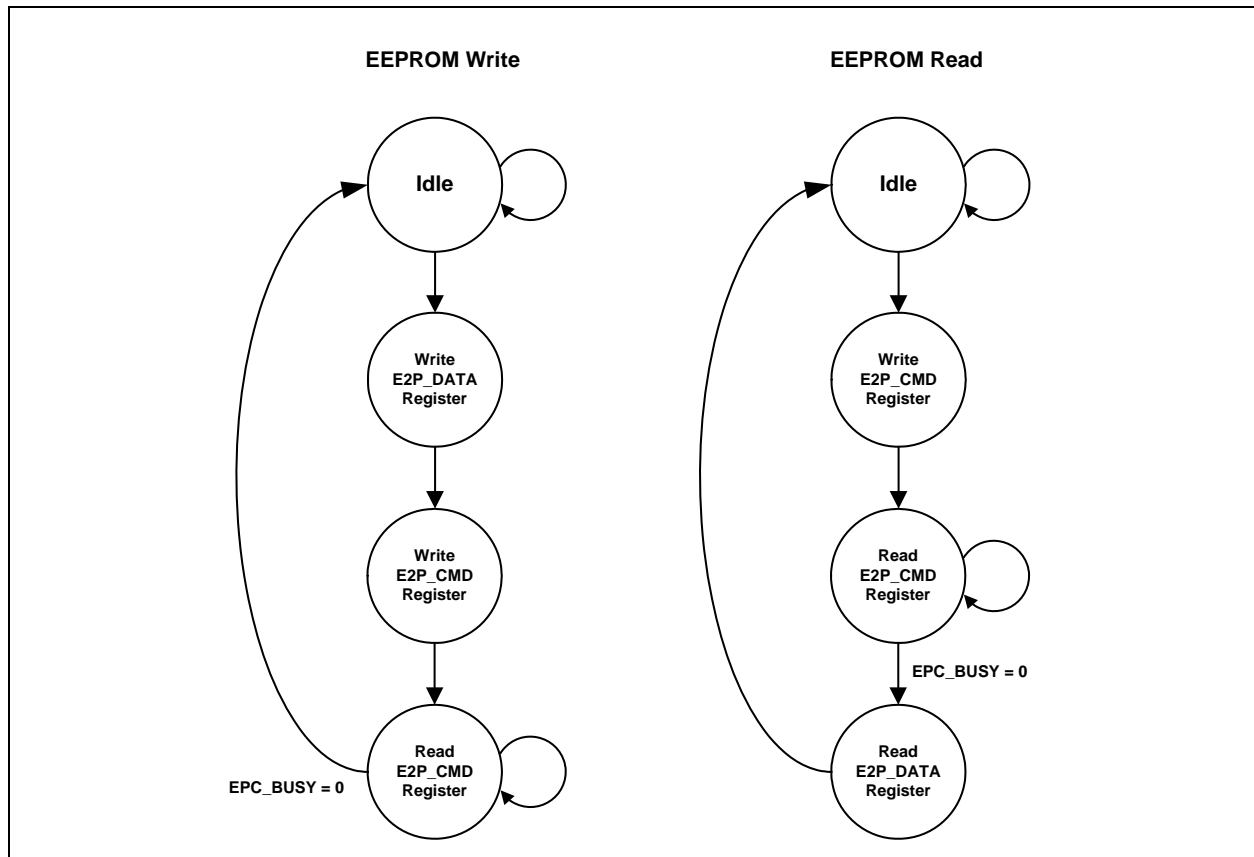 EEPROM Write
Idle
Write
E2P_DATA
Register
Write
E2P_CMD
Register
Read
E2P_CMD
Register
EPC_BUSY = 0
EEPROM Read
Idle
Write
E2P_CMD
Register
Read
E2P_CMD
Register
EPC_BUSY = 0
Read
E2P_DATA
Register